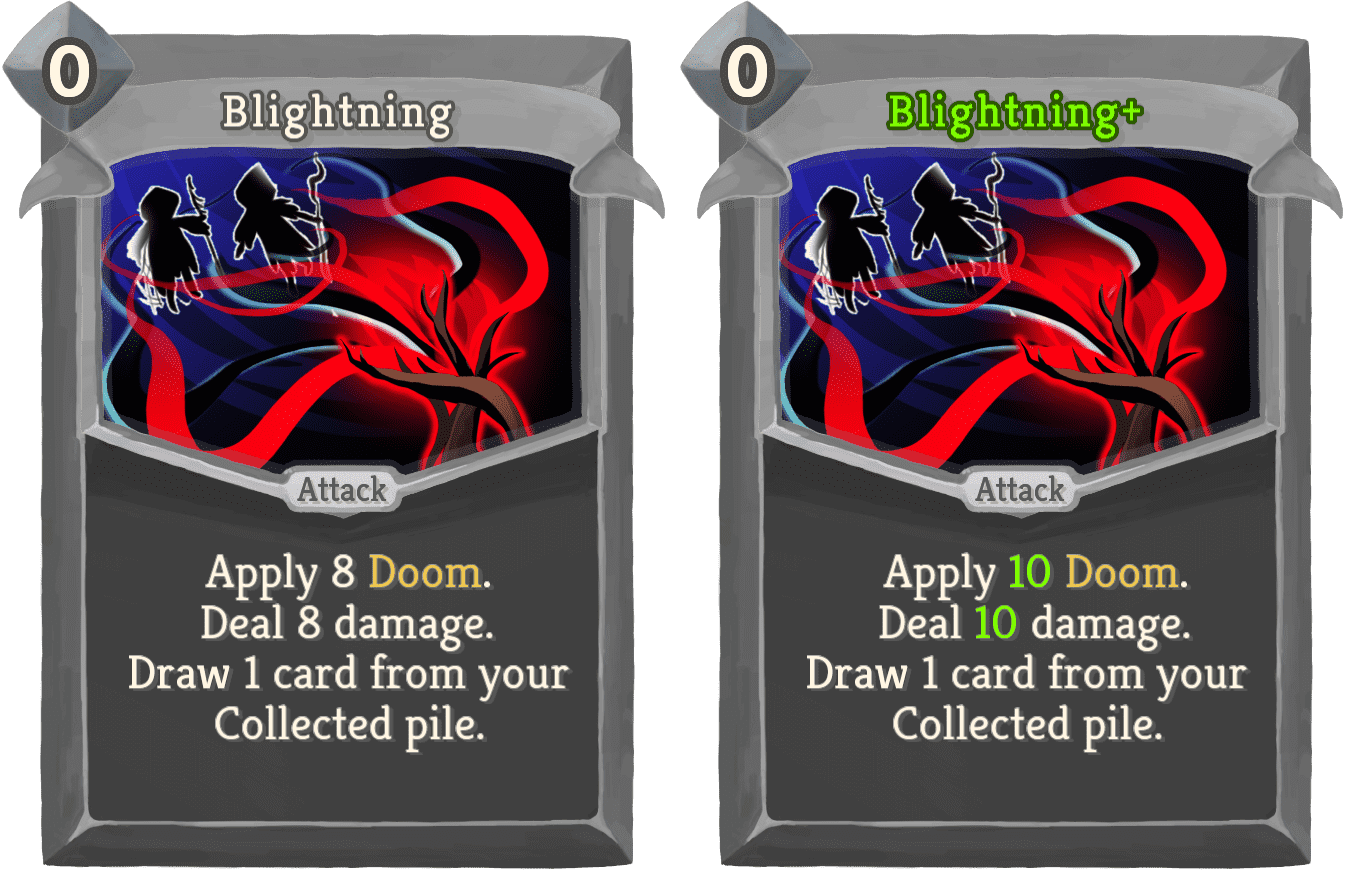 0
Blightning
Attack
Apply 8 Doom.
Deal 8 damage.
Draw 1 card from your
Collected pile.
0
Blightning+
Attack
Apply 10 Doom.
Deal 10 damage.
Draw 1 card from your
Collected pile.